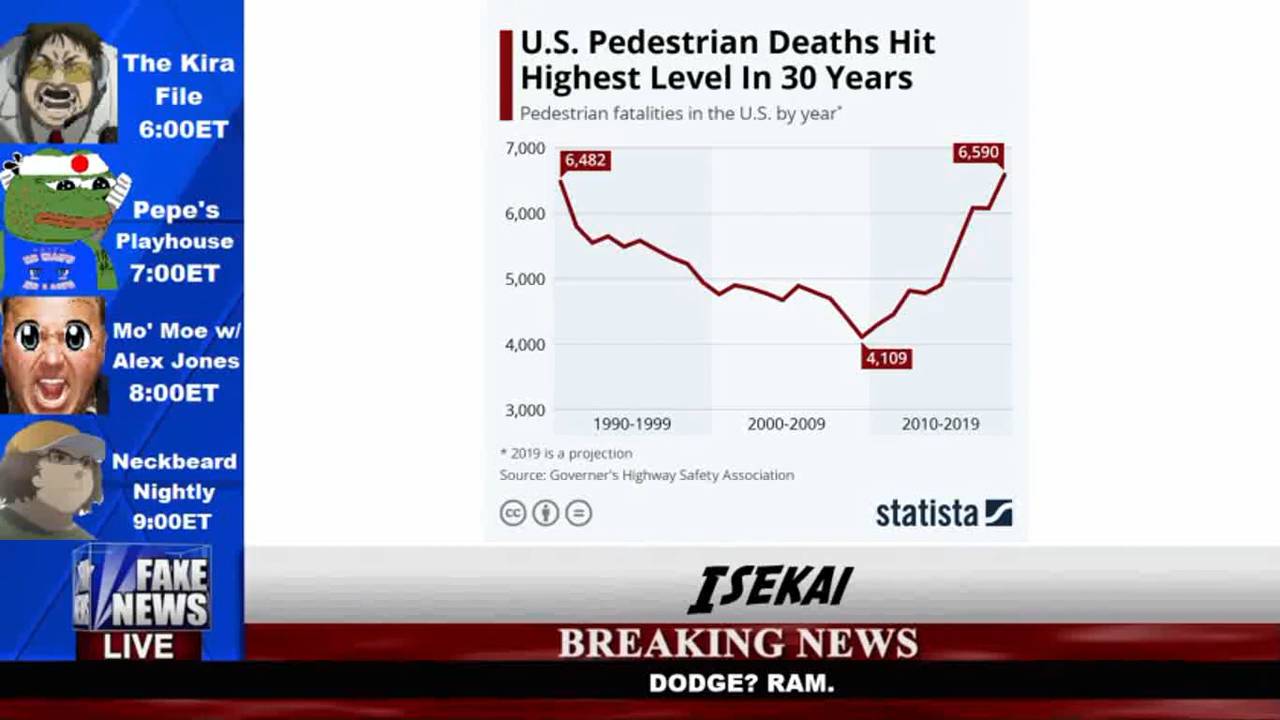 The Kira
File
6:00ET
Pepe's
Playhouse
7:00ET
Mo' Moe w/
Alex Jones
8:00ET
Neckbeard
Nightly
9:00ET
FAKE
NEWS
LIVE
U.S. Pedestrian Deaths Hit
Highest Level In 30 Years
Pedestrian fatalities in the U.S. by year*
7,000
6,000
5,000
4,000
3,000
6,482
6,590
4,109
1990-1999
2000-2009
2010-2019
* 2019 is a projection
Source: Governer's Highway Safety Association
cc
statista
ISEKAI
BREAKING NEWS
DODGE? RAM.